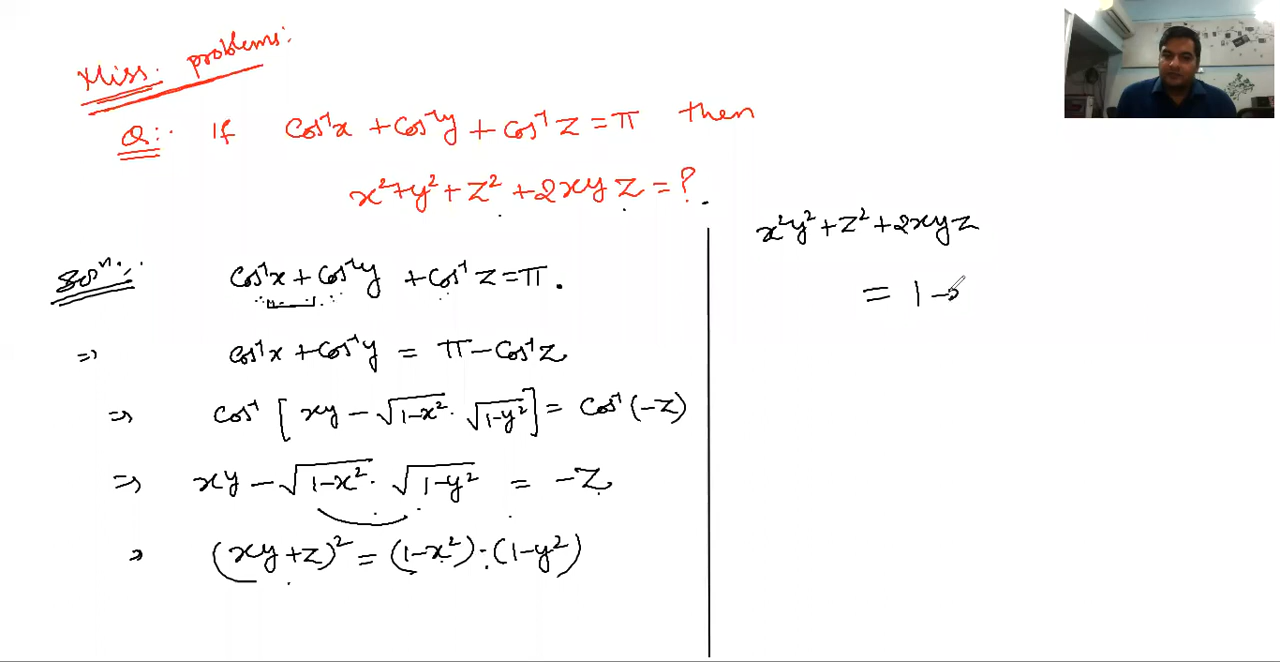 Miss. problems:
Q:- If cos⁻¹x + cos⁻¹y + cos⁻¹z = π then
x² + y² + z² + 2xyz = ?.
Solⁿ:-
cos⁻¹x + cos⁻¹y + cos⁻¹z = π.
⇒ cos⁻¹x + cos⁻¹y = π - cos⁻¹z
⇒ cos⁻¹[xy - √1-x² · √1-y²] = cos⁻¹(-z)
⇒ xy - √1-x² · √1-y² = -z
⇒ (xy+z)² = (1-x²)·(1-y²)
x²y² + z² + 2xyz
= 1 -